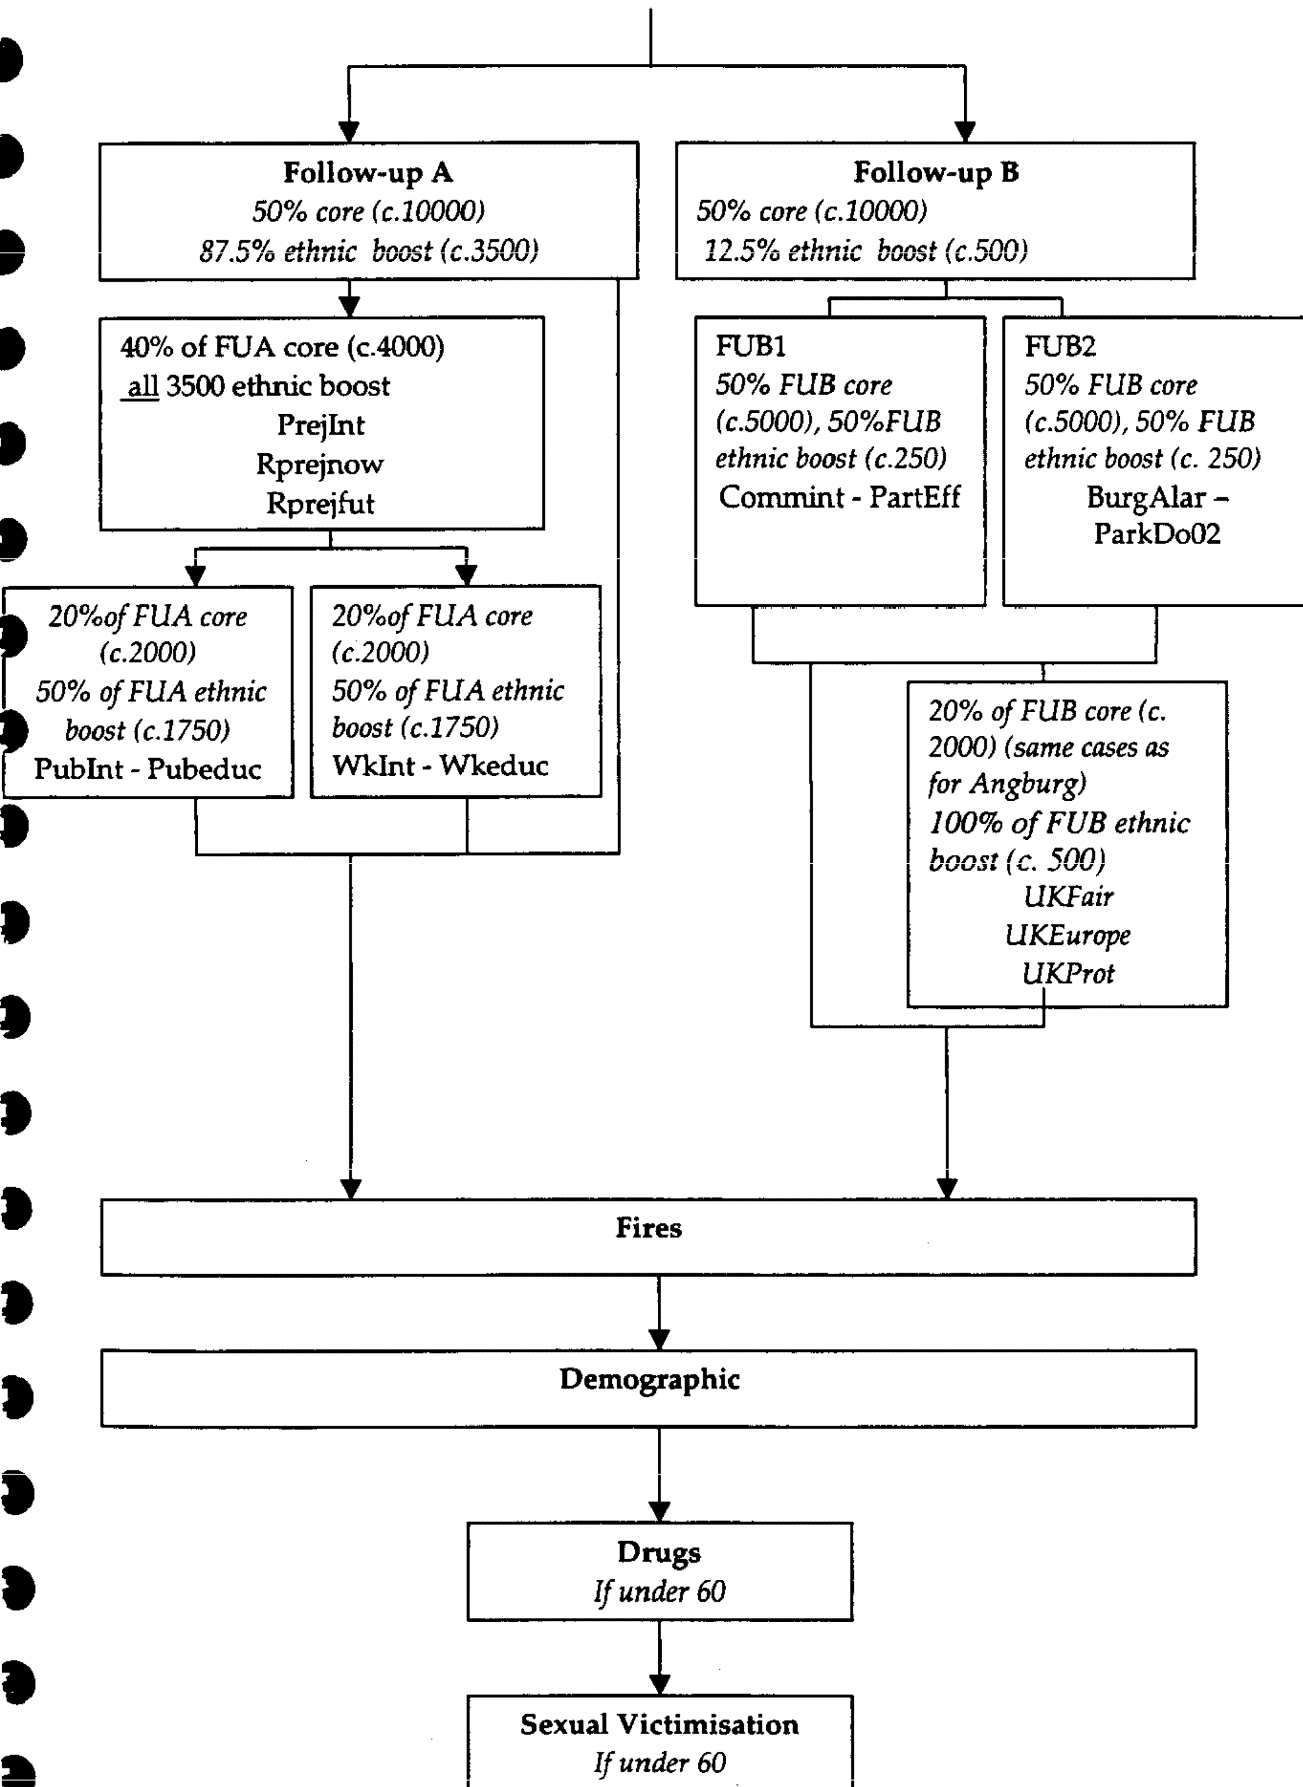 Follow-up A
50% core (c.10000)
87.5% ethnic boost (c.3500)
Follow-up B
50% core (c.10000)
12.5% ethnic boost (c.500)
40% of FUA core (c.4000)
all 3500 ethnic boost
PrejInt
Rprejnow
Rprejfut
FUB1
50% FUB core
(c.5000), 50%FUB
ethnic boost (c.250)
Commint - PartEff
FUB2
50% FUB core
(c.5000), 50% FUB
ethnic boost (c. 250)
BurgAlar –
ParkDo02
20%of FUA core
(c.2000)
50% of FUA ethnic
boost (c.1750)
PubInt - Pubeduc
20%of FUA core
(c.2000)
50% of FUA ethnic
boost (c.1750)
WkInt - Wkeduc
20% of FUB core (c.
2000) (same cases as
for Angburg)
100% of FUB ethnic
boost (c. 500)
UKFair
UKEurope
UKProt
Fires
Demographic
Drugs
If under 60
Sexual Victimisation
If under 60